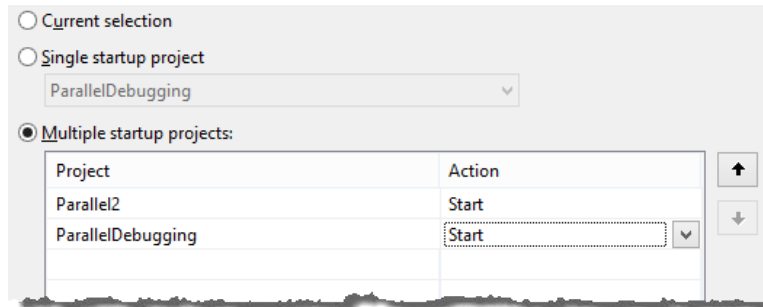 Current selection
Single startup project
ParallelDebugging
Multiple startup projects:
Project Action
Parallel2 Start
ParallelDebugging Start